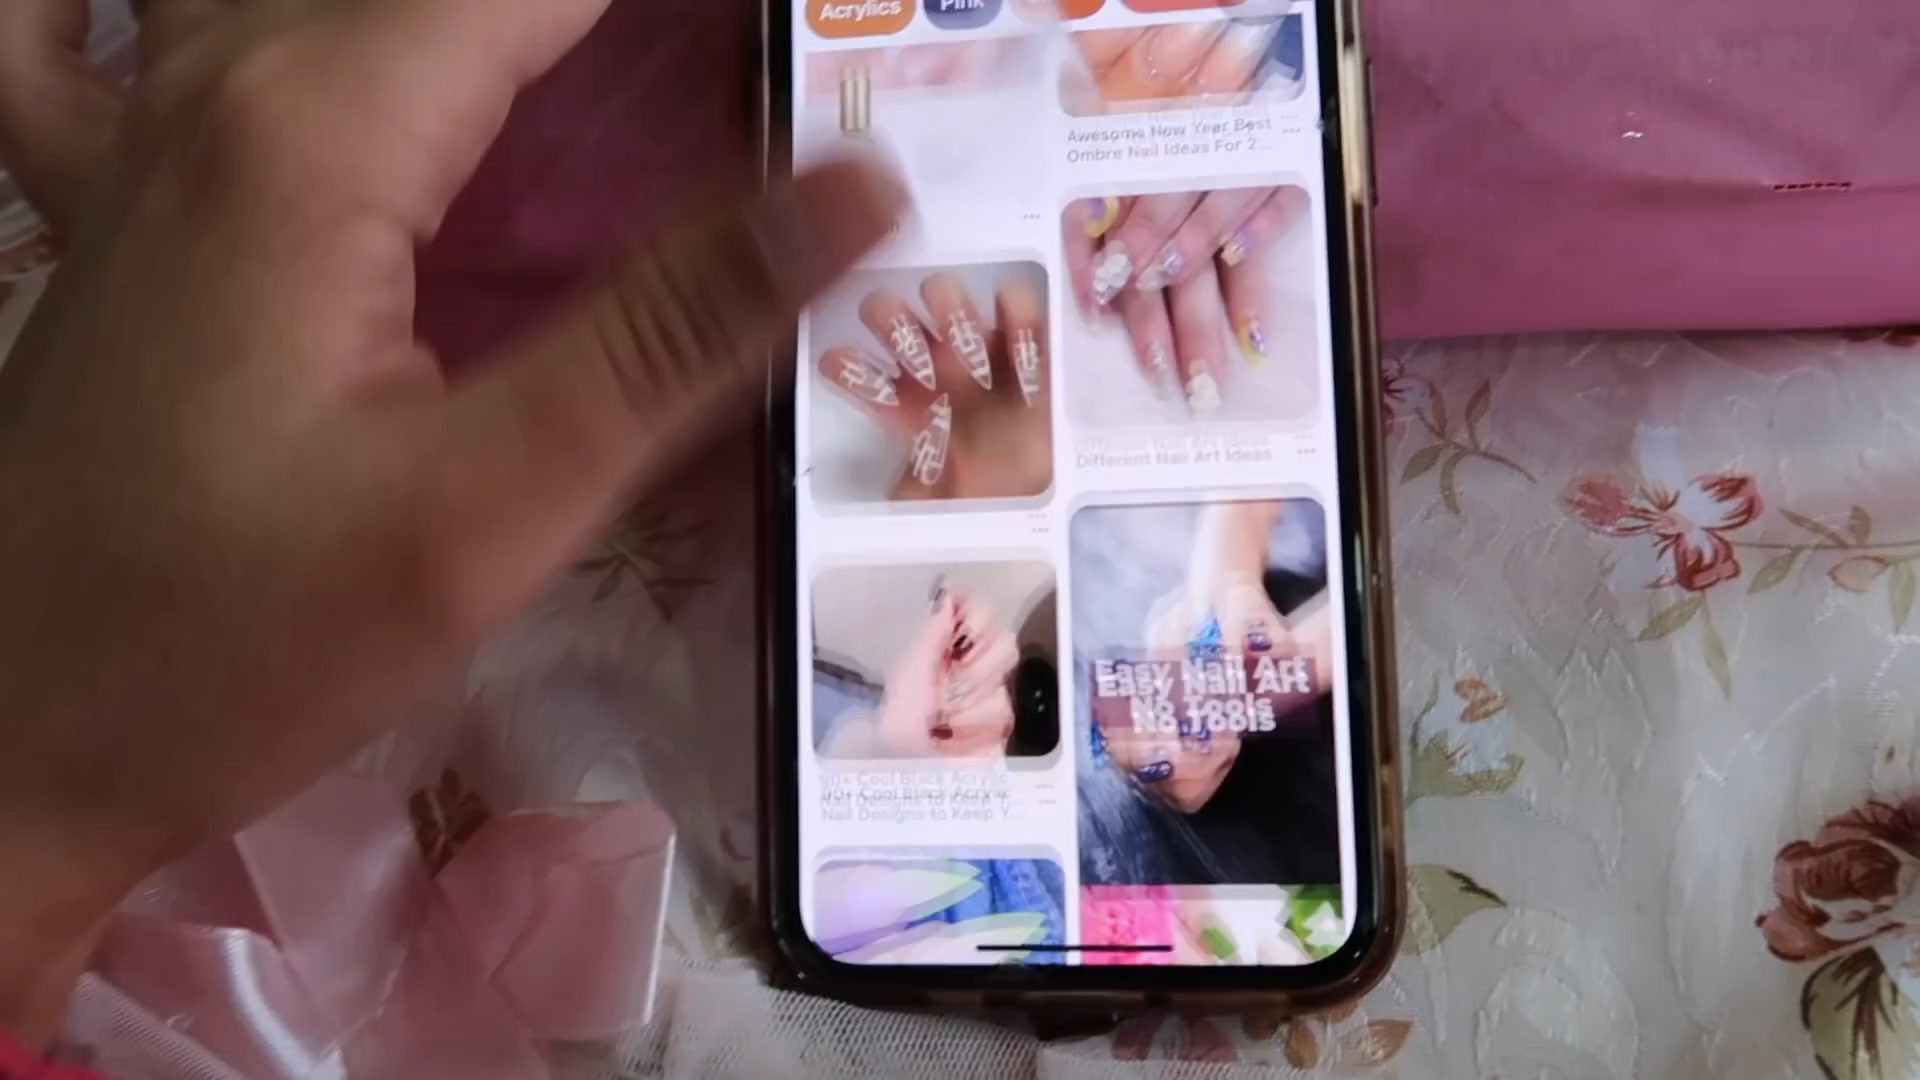 Acrylics
Pink
Awesome New Year Best
Ombre Nail Ideas For 2...
Different Nail Art Ideas
Easy Nail Art
No Tools
90+ Cool Black Acrylic
Nail Designs to Keep Y...